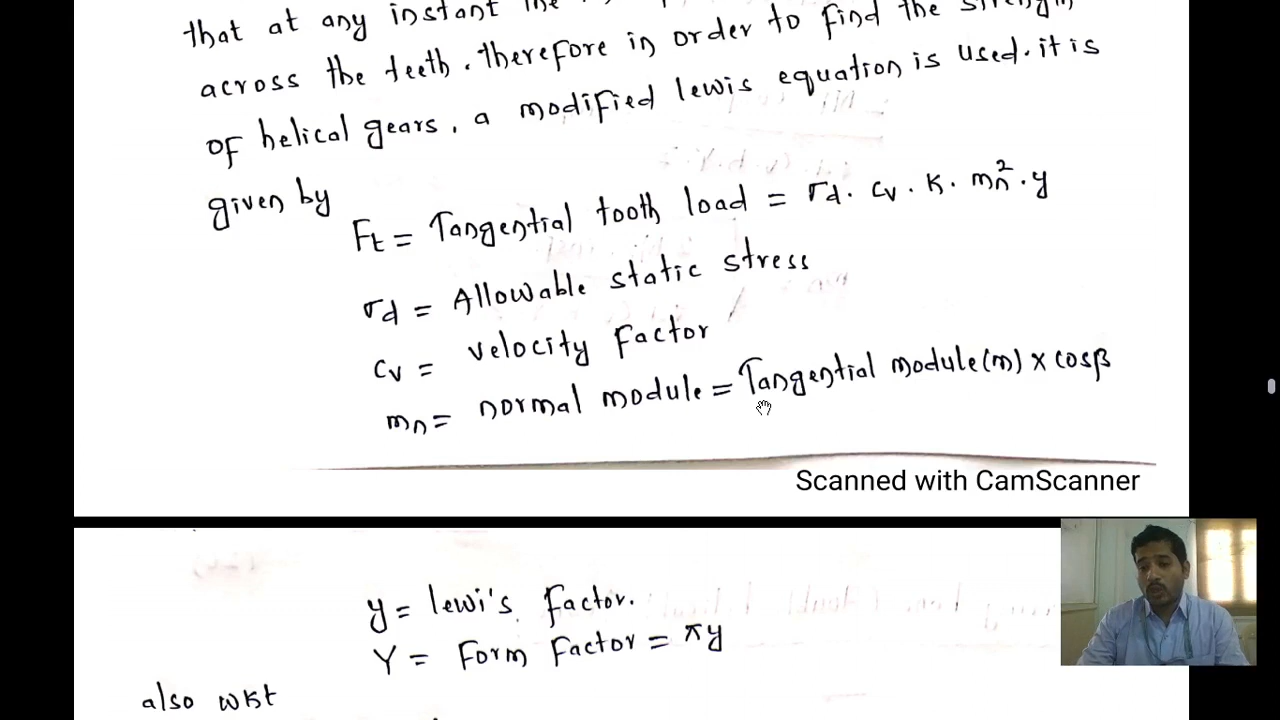 that at any instant the
across the teeth. therefore in order to find the strength
of helical gears, a modified lewis equation is used. it is
given by
Ft = Tangential tooth load = σd. cv. k. mn². y
σd = Allowable static stress
cv = velocity factor
mn = normal module = Tangential module(m) x cosβ
Scanned with CamScanner
y = lewi's factor.
Y = Form Factor = πy
also wkt